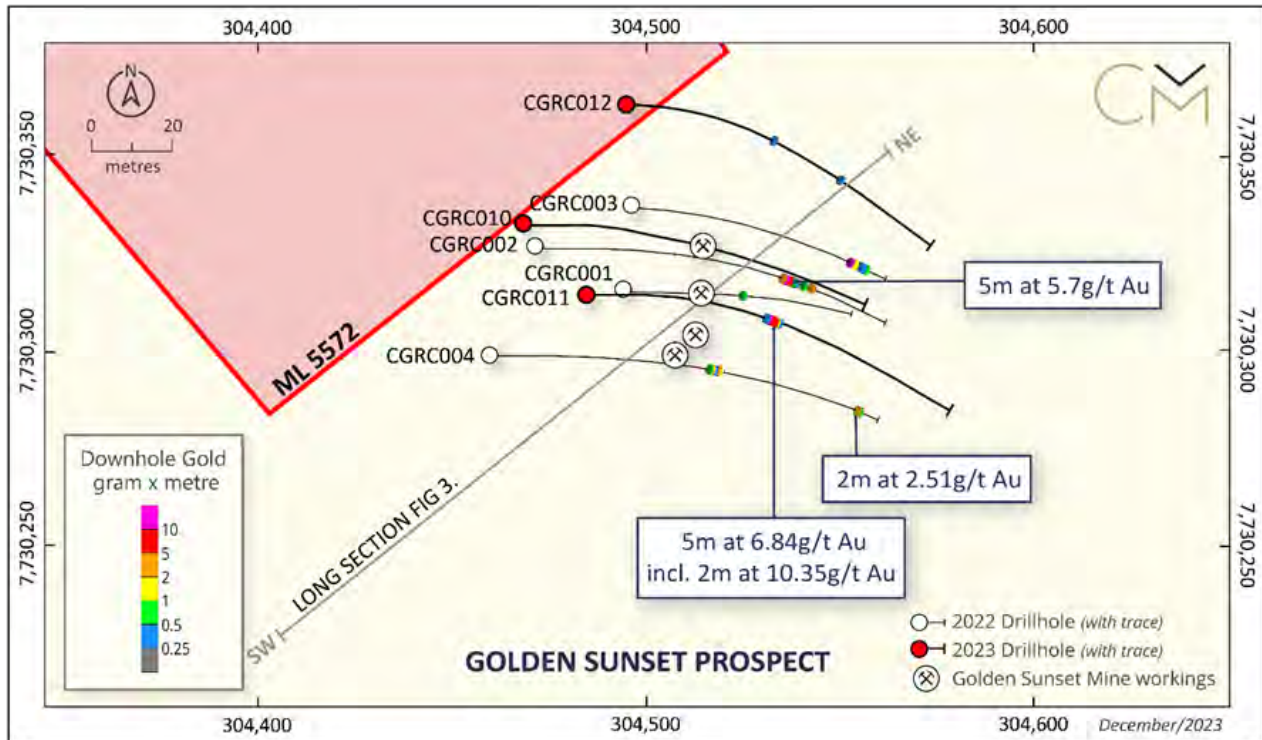 304,400
304,500
304,600
N
0 20
metres
CM
7,730,350
7,730,350
CGRC012
NE
CGRC003
CGRC010
CGRC002
CGRC001
CGRC011
5m at 5.7g/t Au
7,730,300
7,730,300
CGRC004
ML 5572
Downhole Gold
gram x metre
10
5
2
1
0.5
0.25
2m at 2.51g/t Au
5m at 6.84g/t Au
incl. 2m at 10.35g/t Au
7,730,250
7,730,250
LONG SECTION FIG 3.
SW
GOLDEN SUNSET PROSPECT
2022 Drillhole (with trace)
2023 Drillhole (with trace)
Golden Sunset Mine workings
304,400
304,500
304,600
December/2023